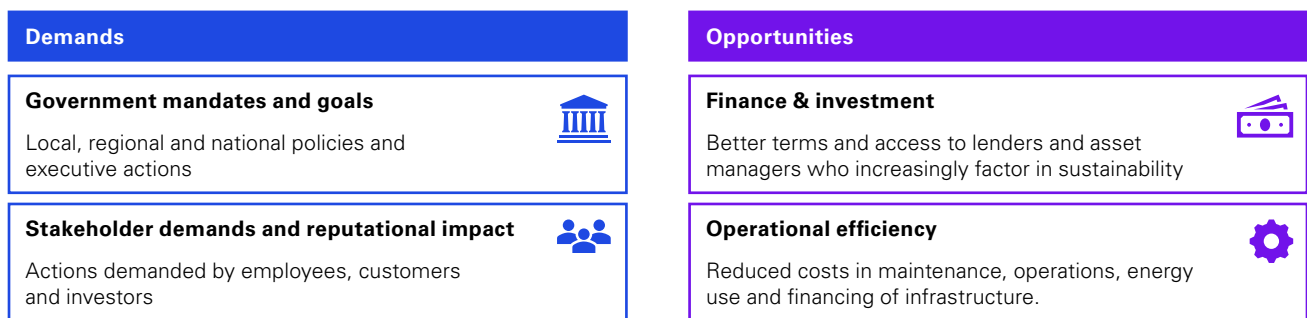 Demands
Government mandates and goals
Local, regional and national policies and
executive actions
Stakeholder demands and reputational impact
Actions demanded by employees, customers
and investors
Opportunities
Finance & investment
Better terms and access to lenders and asset
managers who increasingly factor in sustainability
Operational efficiency
Reduced costs in maintenance, operations, energy
use and financing of infrastructure.